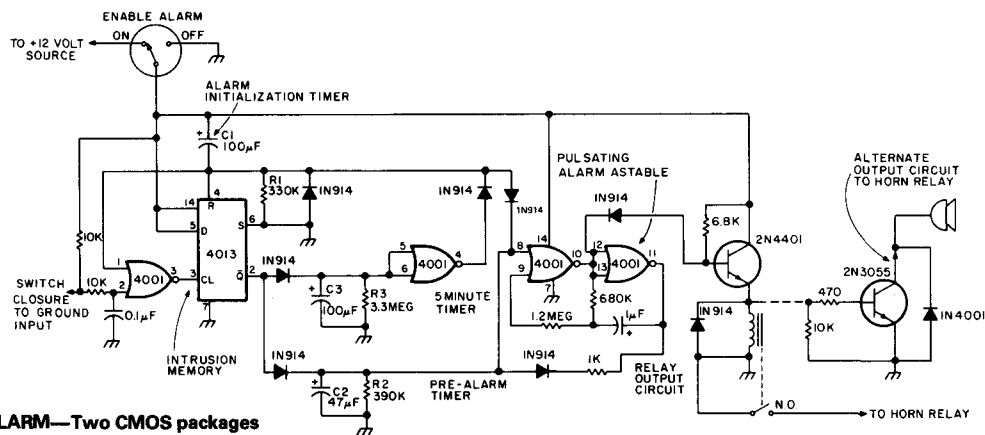 ENABLE ALARM
TO +12 VOLT
SOURCE
ON
OFF
ALARM
INITIALIZATION TIMER
+
C1
100µF
4
R
14
5
D
S
6
4013
3
CL
Q̄
2
7
R1
330K
1N914
10K
1
2
4001
3
SWITCH
CLOSURE
TO GROUND
INPUT
10K
0.1µF
INTRUSION
MEMORY
1N914
+
C3
100µF
R3
3.3MEG
5
6
4001
4
5 MINUTE
TIMER
1N914
1N914
1N914
+
C2
47µF
R2
390K
PRE-ALARM
TIMER
PULSATING
ALARM ASTABLE
8
14
9
4001
10
7
12
13
4001
11
1N914
680K
1.2MEG
1µF
+
1N914
1K
6.8K
2N4401
1N914
RELAY
OUTPUT
CIRCUIT
N.O.
TO HORN RELAY
ALTERNATE
OUTPUT CIRCUIT
TO HORN RELAY
2N3055
470
10K
1N4001
LARM—Two CMOS packages